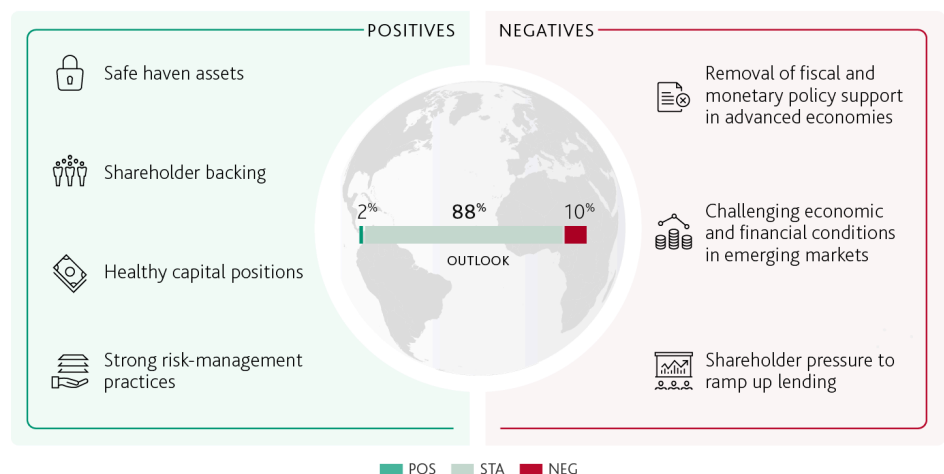 POSITIVES
Safe haven assets
Shareholder backing
Healthy capital positions
Strong risk-management
practices
NEGATIVES
Removal of fiscal and
monetary policy support
in advanced economies
Challenging economic
and financial conditions
in emerging markets
Shareholder pressure to
ramp up lending
2% 88% 10%
OUTLOOK
POS STA NEG